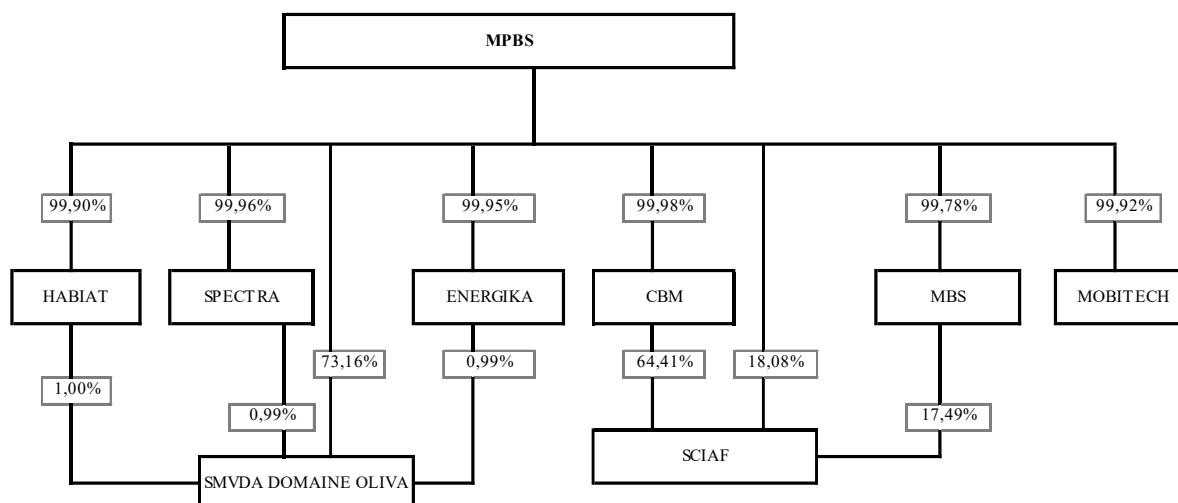 MPBS
99,90%
99,96%
99,95%
99,98%
99,78%
99,92%
HABIAT
SPECTRA
ENERGIKA
CBM
MBS
MOBITECH
73,16%
0,99%
64,41%
18,08%
1,00%
0,99%
17,49%
SCIAF
SMVDA DOMAINE OLIVA